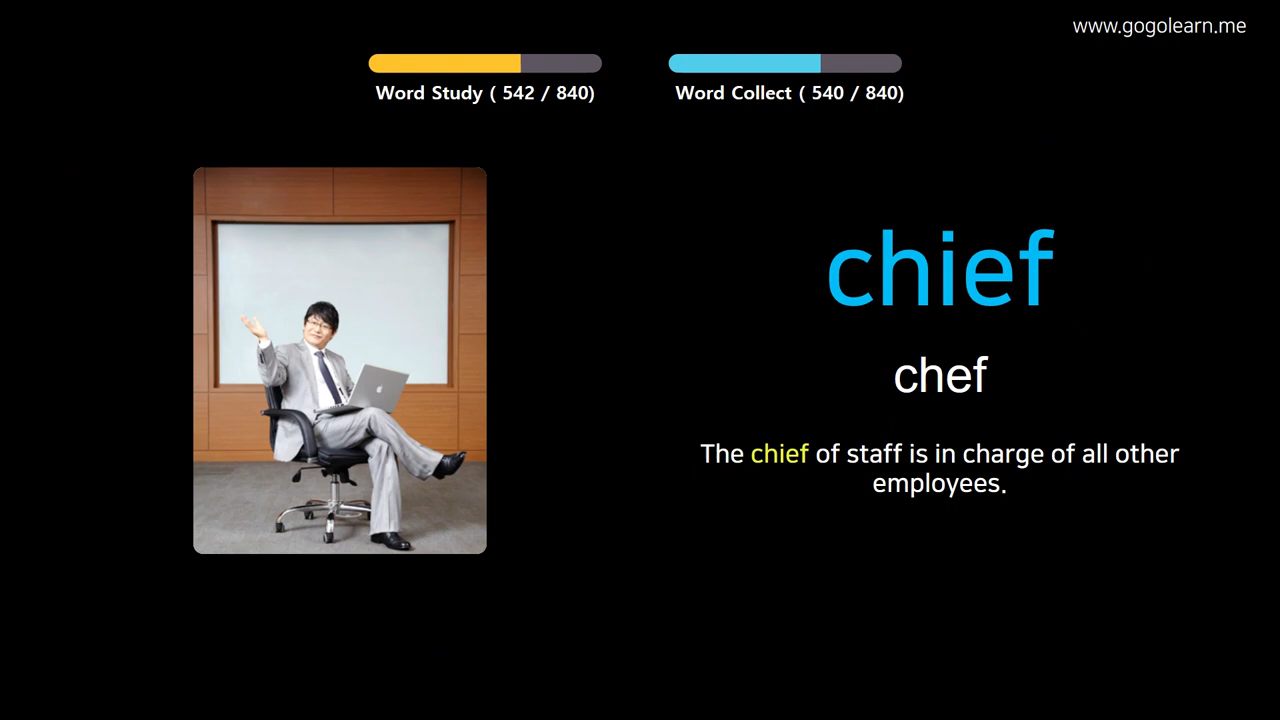 www.gogolearn.me
Word Study ( 542 / 840)
Word Collect ( 540 / 840)
chief
chef
The chief of staff is in charge of all other
employees.